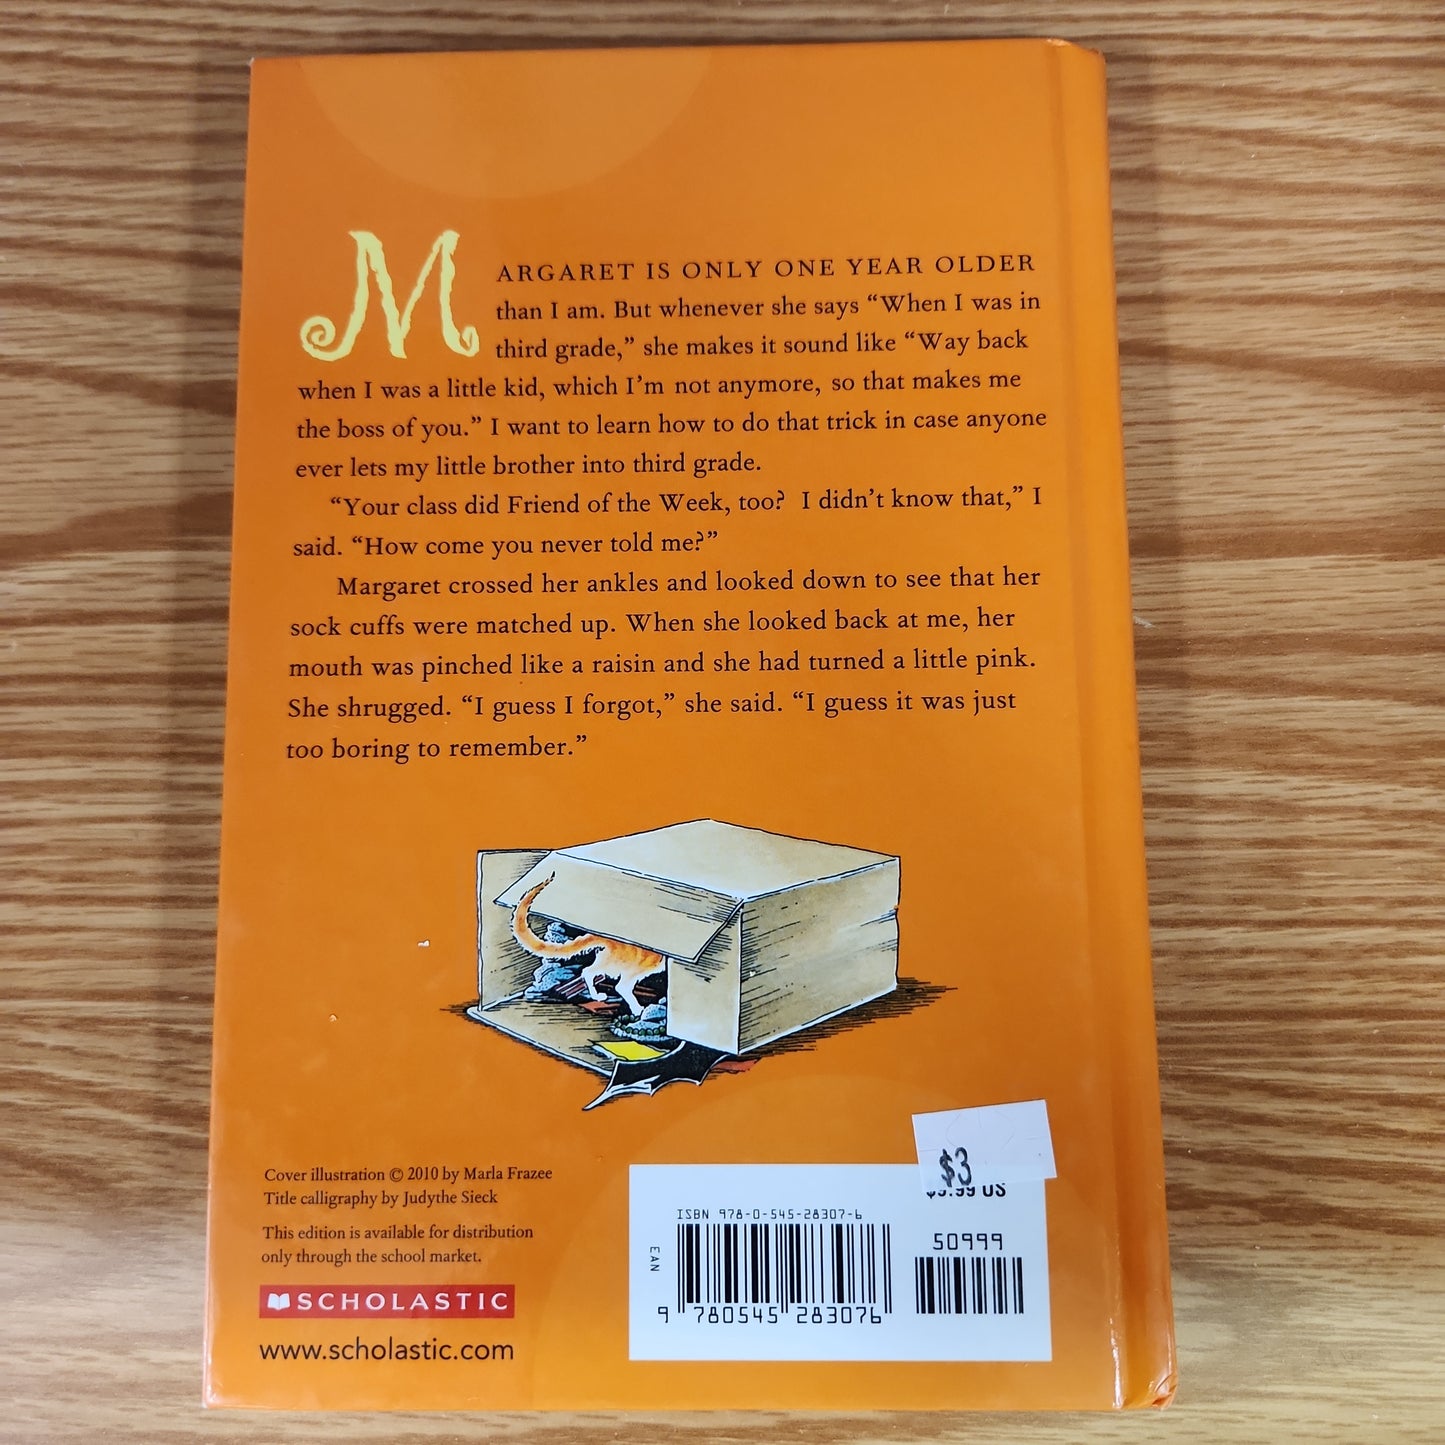 MARGARET IS ONLY ONE YEAR OLDER
than I am. But whenever she says “When I was in
third grade,” she makes it sound like “Way back
when I was a little kid, which I’m not anymore, so that makes me
the boss of you.” I want to learn how to do that trick in case anyone
ever lets my little brother into third grade.
“Your class did Friend of the Week, too? I didn’t know that,” I
said. “How come you never told me?”
Margaret crossed her ankles and looked down to see that her
sock cuffs were matched up. When she looked back at me, her
mouth was pinched like a raisin and she had turned a little pink.
She shrugged. “I guess I forgot,” she said. “I guess it was just
too boring to remember.”
Cover illustration © 2010 by Marla Frazee
Title calligraphy by Judythe Sieck
This edition is available for distribution
only through the school market.
SCHOLASTIC
www.scholastic.com
$3
US
ISBN 978-0-545-28307-6
50999
EAN
9 780545 283076